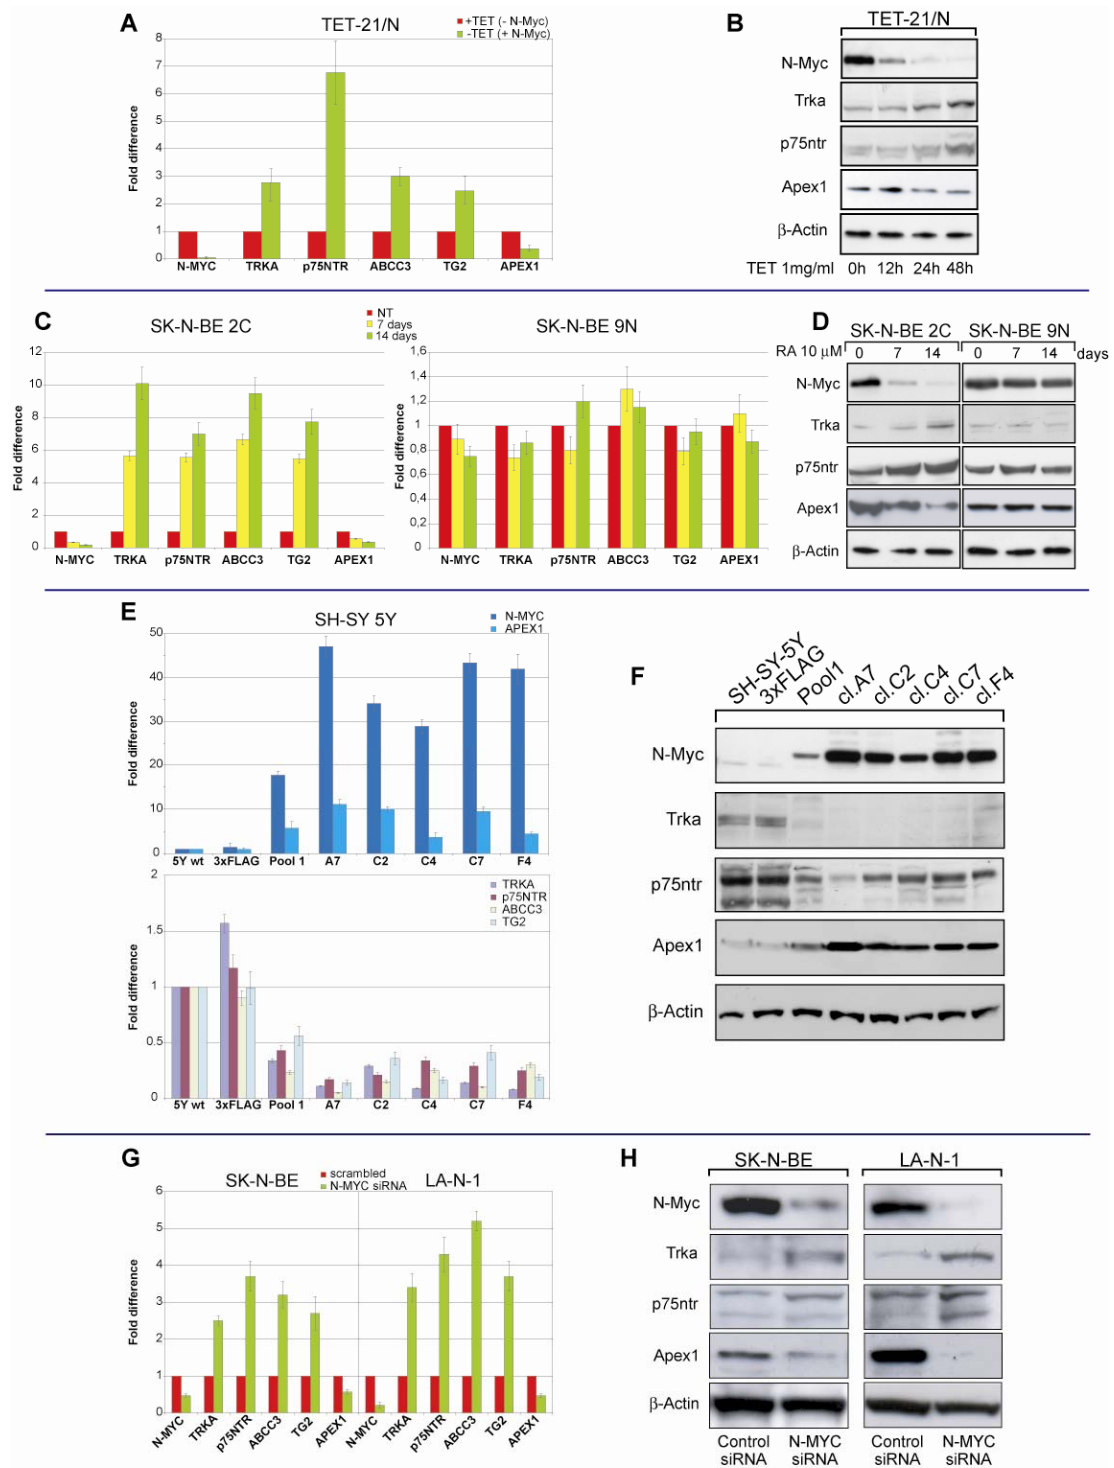 A
TET-21/N
+TET (- N-Myc)
-TET (+ N-Myc)
Fold difference
8
7
6
5
4
3
2
1
0
N-MYC TRKA p75NTR ABCC3 TG2 APEX1
B
TET-21/N
N-Myc
Trka
p75ntr
Apex1
β-Actin
TET 1mg/ml 0h 12h 24h 48h
C
SK-N-BE 2C
NT
7 days
14 days
Fold difference
12
10
8
6
4
2
0
N-MYC TRKA p75NTR ABCC3 TG2 APEX1
SK-N-BE 9N
Fold difference
1,6
1,4
1,2
1
0,8
0,6
0,4
0,2
0
N-MYC TRKA p75NTR ABCC3 TG2 APEX1
D
SK-N-BE 2C SK-N-BE 9N
RA 10 μM 0 7 14 0 7 14 days
N-Myc
Trka
p75ntr
Apex1
β-Actin
E
SH-SY 5Y
N-MYC
APEX1
Fold difference
50
40
30
20
10
0
5Y wt 3xFLAG Pool 1 A7 C2 C4 C7 F4
TRKA
p75NTR
ABCC3
TG2
Fold difference
2
1.5
1
0.5
0
5Y wt 3xFLAG Pool 1 A7 C2 C4 C7 F4
F
SH-SY-5Y 3xFLAG Pool1 cl.A7 cl.C2 cl.C4 cl.C7 cl.F4
N-Myc
Trka
p75ntr
Apex1
β-Actin
G
SK-N-BE
scrambled
N-MYC siRNA
LA-N-1
Fold difference
6
5
4
3
2
1
0
N-MYC TRKA p75NTR ABCC3 TG2 APEX1 N-MYC TRKA p75NTR ABCC3 TG2 APEX1
H
SK-N-BE LA-N-1
N-Myc
Trka
p75ntr
Apex1
β-Actin
Control N-MYC Control N-MYC
siRNA siRNA siRNA siRNA